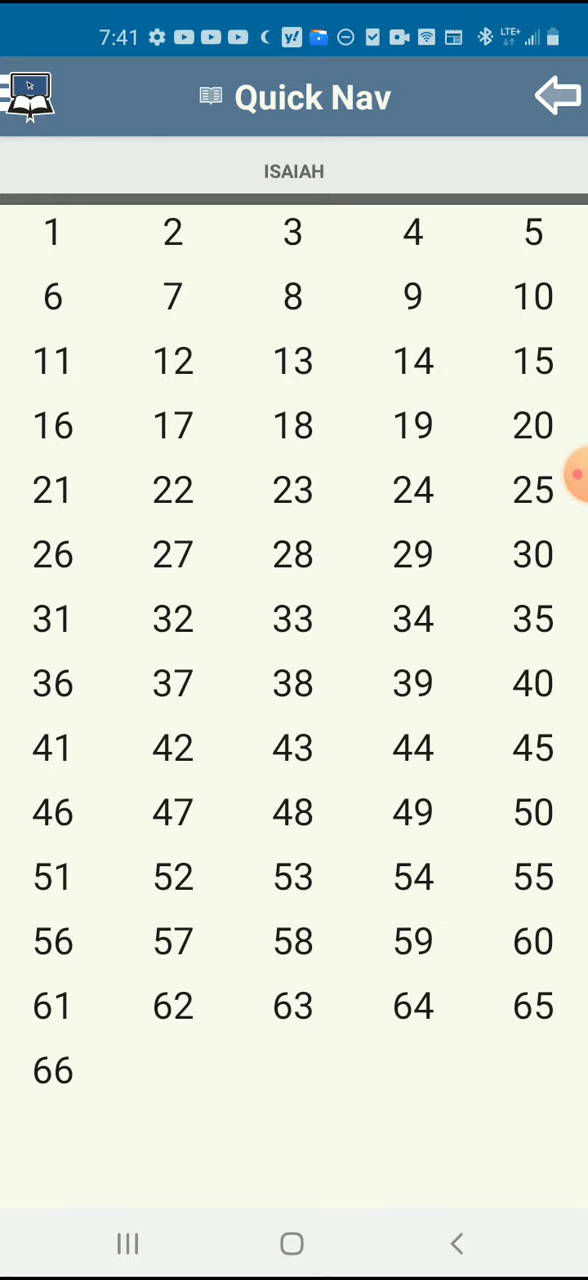 7:41 y! LTE+
Quick Nav
ISAIAH
1 2 3 4 5
6 7 8 9 10
11 12 13 14 15
16 17 18 19 20
21 22 23 24 25
26 27 28 29 30
31 32 33 34 35
36 37 38 39 40
41 42 43 44 45
46 47 48 49 50
51 52 53 54 55
56 57 58 59 60
61 62 63 64 65
66